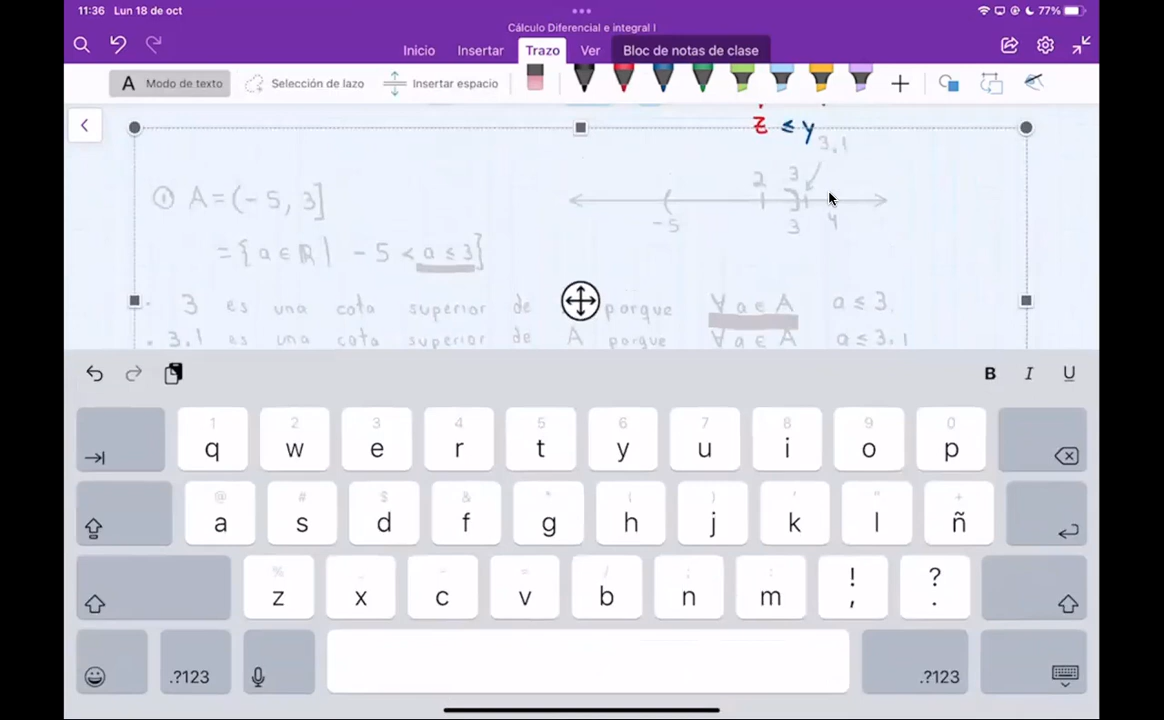 11:36 Lun 18 de oct
77%
Cálculo Diferencial e integral I
Inicio Insertar Trazo Ver Bloc de notas de clase
A Modo de texto Selección de lazo Insertar espacio
z ≤ y
3.1
① A=(-5, 3]
2 3
-5 3 4
={a∈ℝ| -5 < a ≤ 3}
· 3 es una cota superior de A porque ∀ a∈A a≤3.
· 3.1 es una cota superior de A porque ∀ a∈A a≤3.1
B I U
1 2 3 4 5 6 7 8 9 0
q w e r t y u i o p
@ # $ & * ( ) ' " +
a s d f g h j k l ñ
% _ - = / ; :
z x c v b n m ! , ? .
.?123 .?123